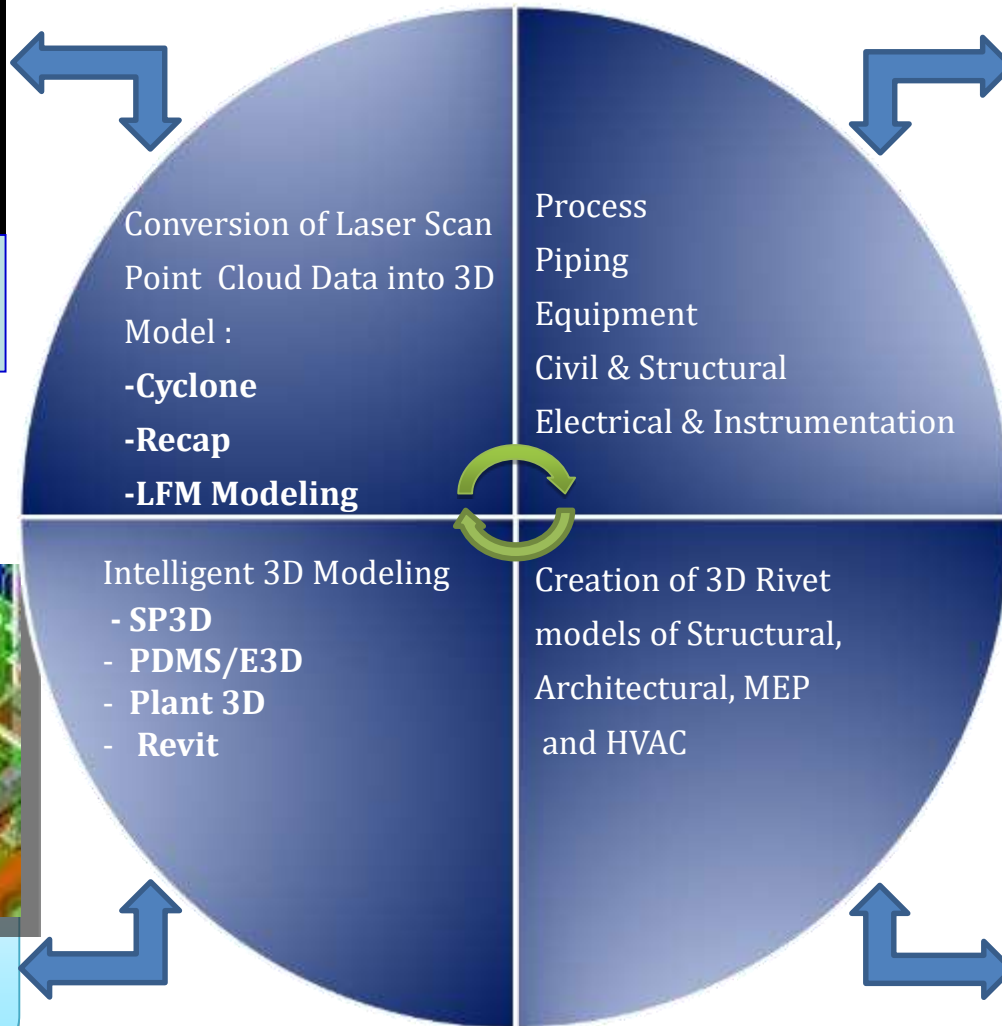 Conversion of Laser Scan
Point Cloud Data into 3D
Model :
-Cyclone
-Recap
-LFM Modeling
Process
Piping
Equipment
Civil & Structural
Electrical & Instrumentation
Intelligent 3D Modeling
- SP3D
- PDMS/E3D
- Plant 3D
- Revit
Creation of 3D Rivet
models of Structural,
Architectural, MEP
and HVAC